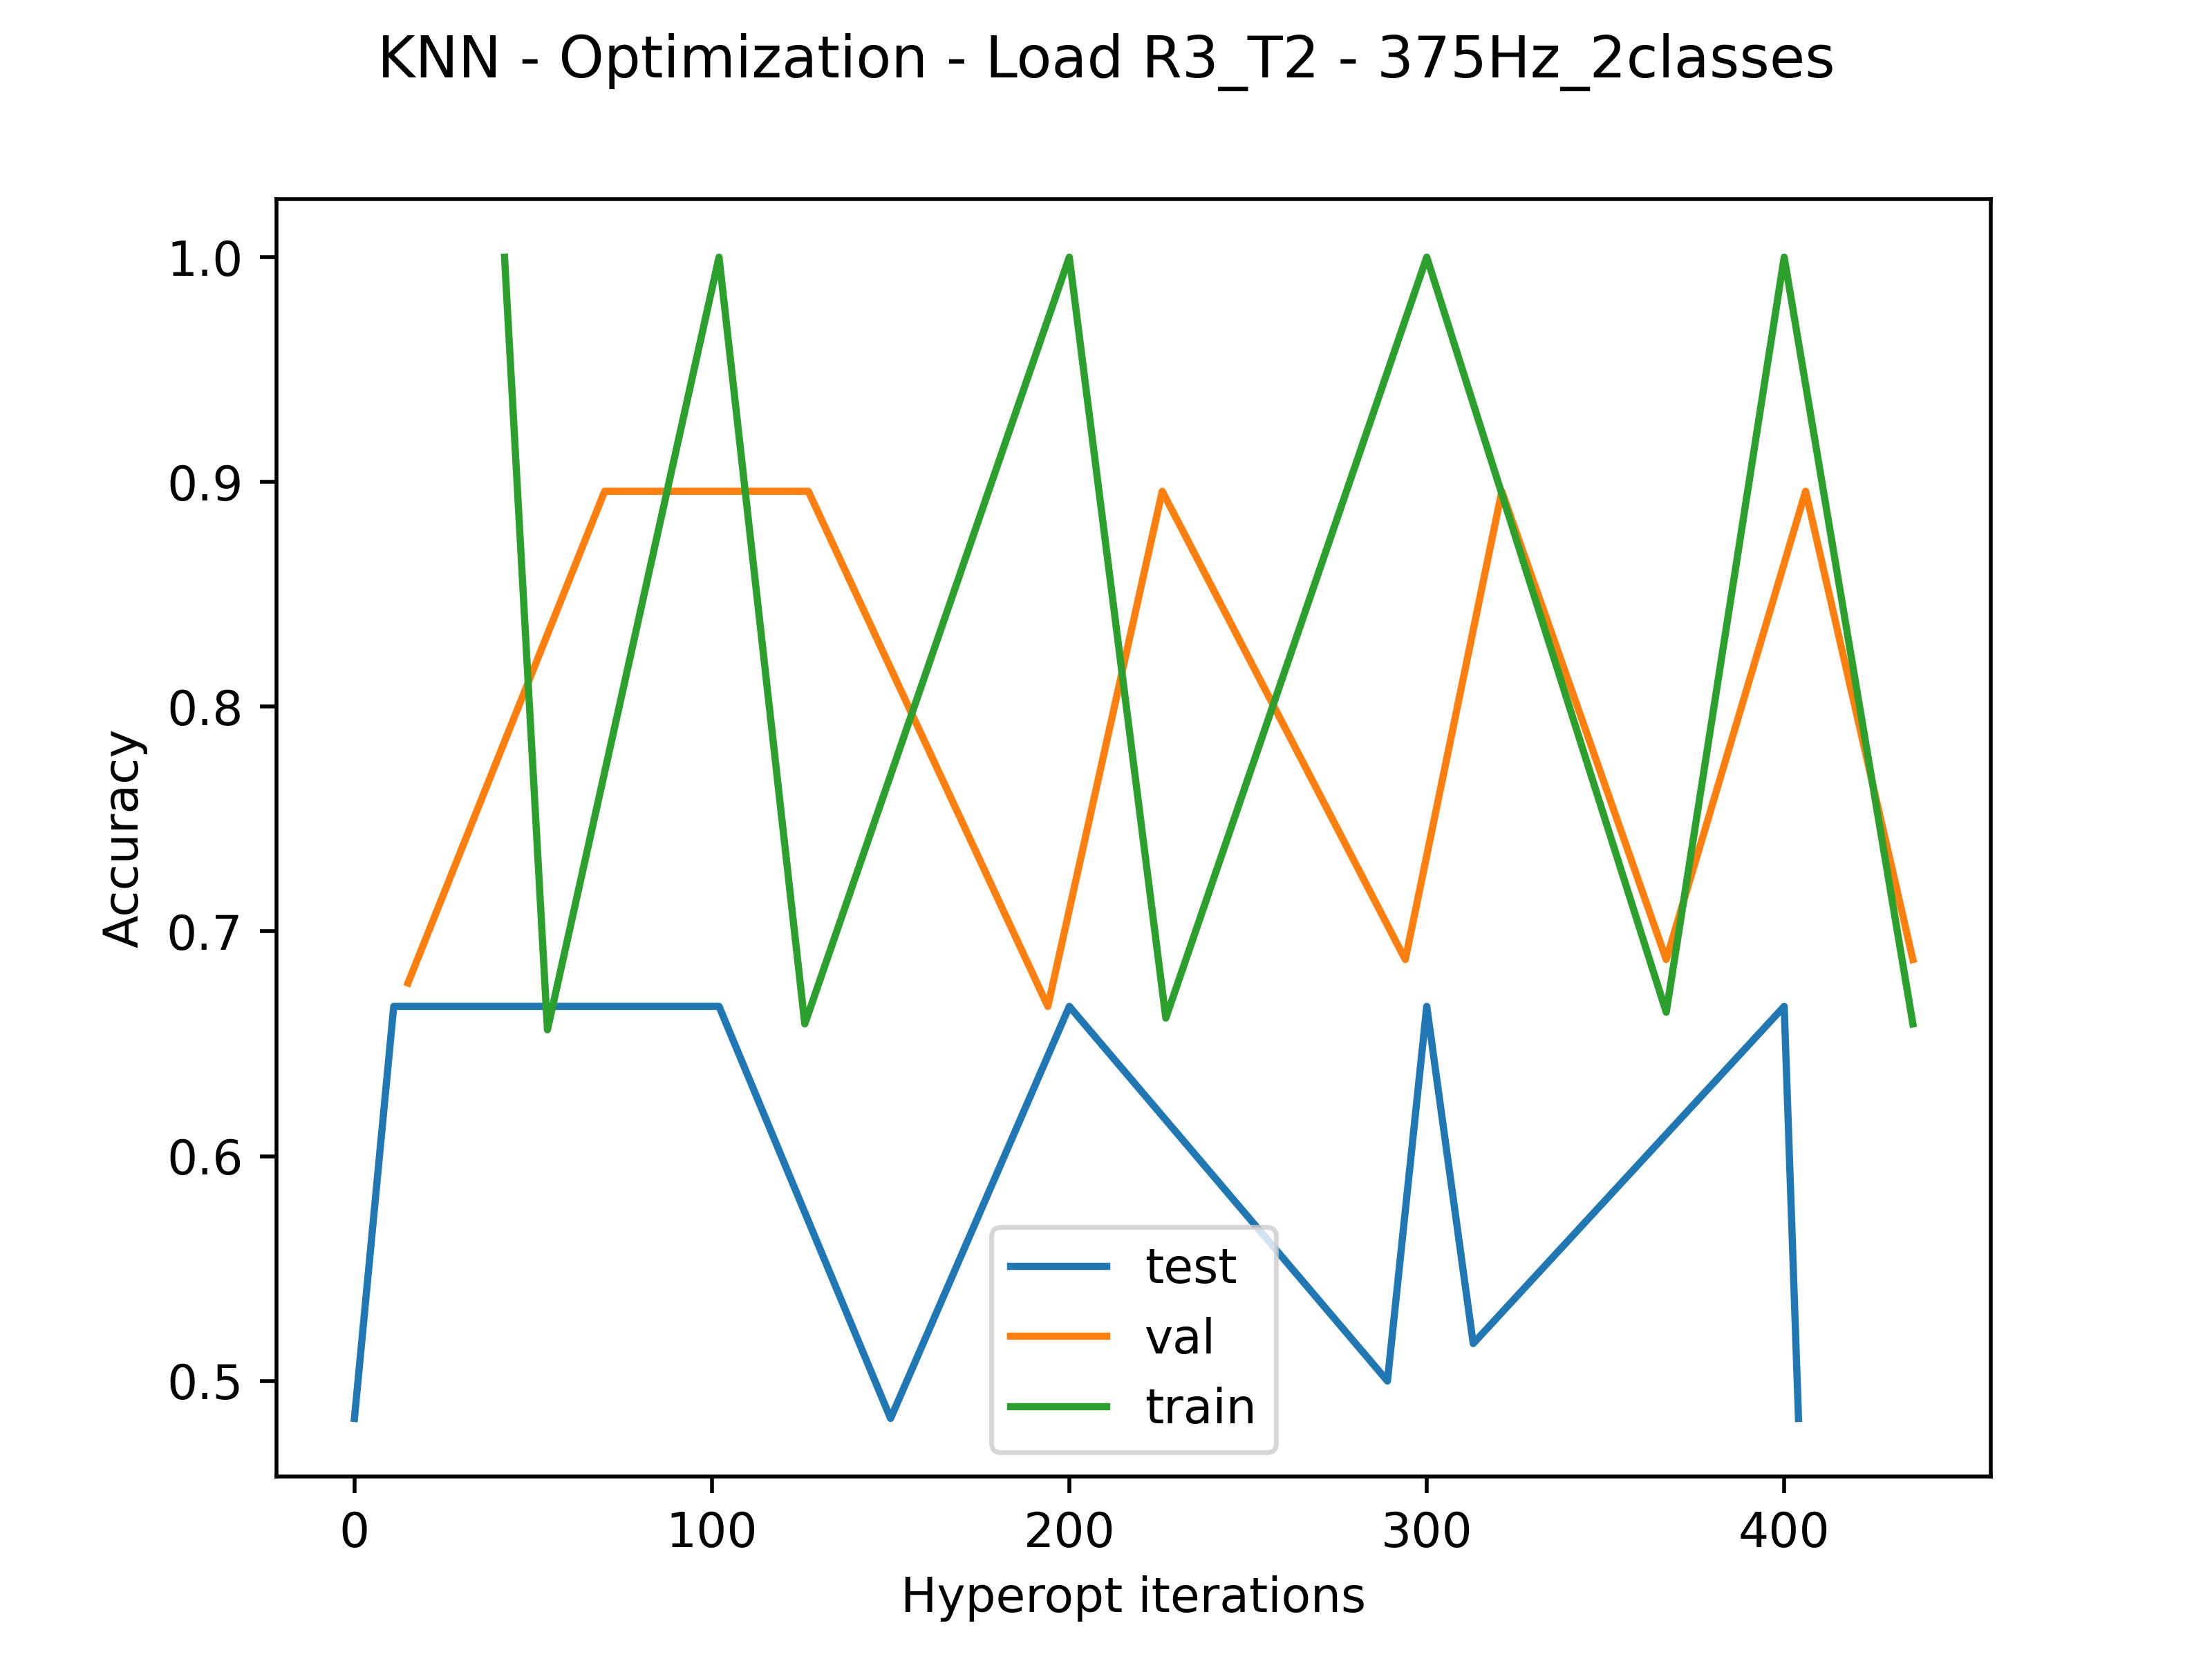 KNN - Optimization - Load R3_T2 - 375Hz_2classes
1.0
0.9
0.8
0.7
0.6
0.5
Accuracy
test
val
train
0 100 200 300 400
Hyperopt iterations